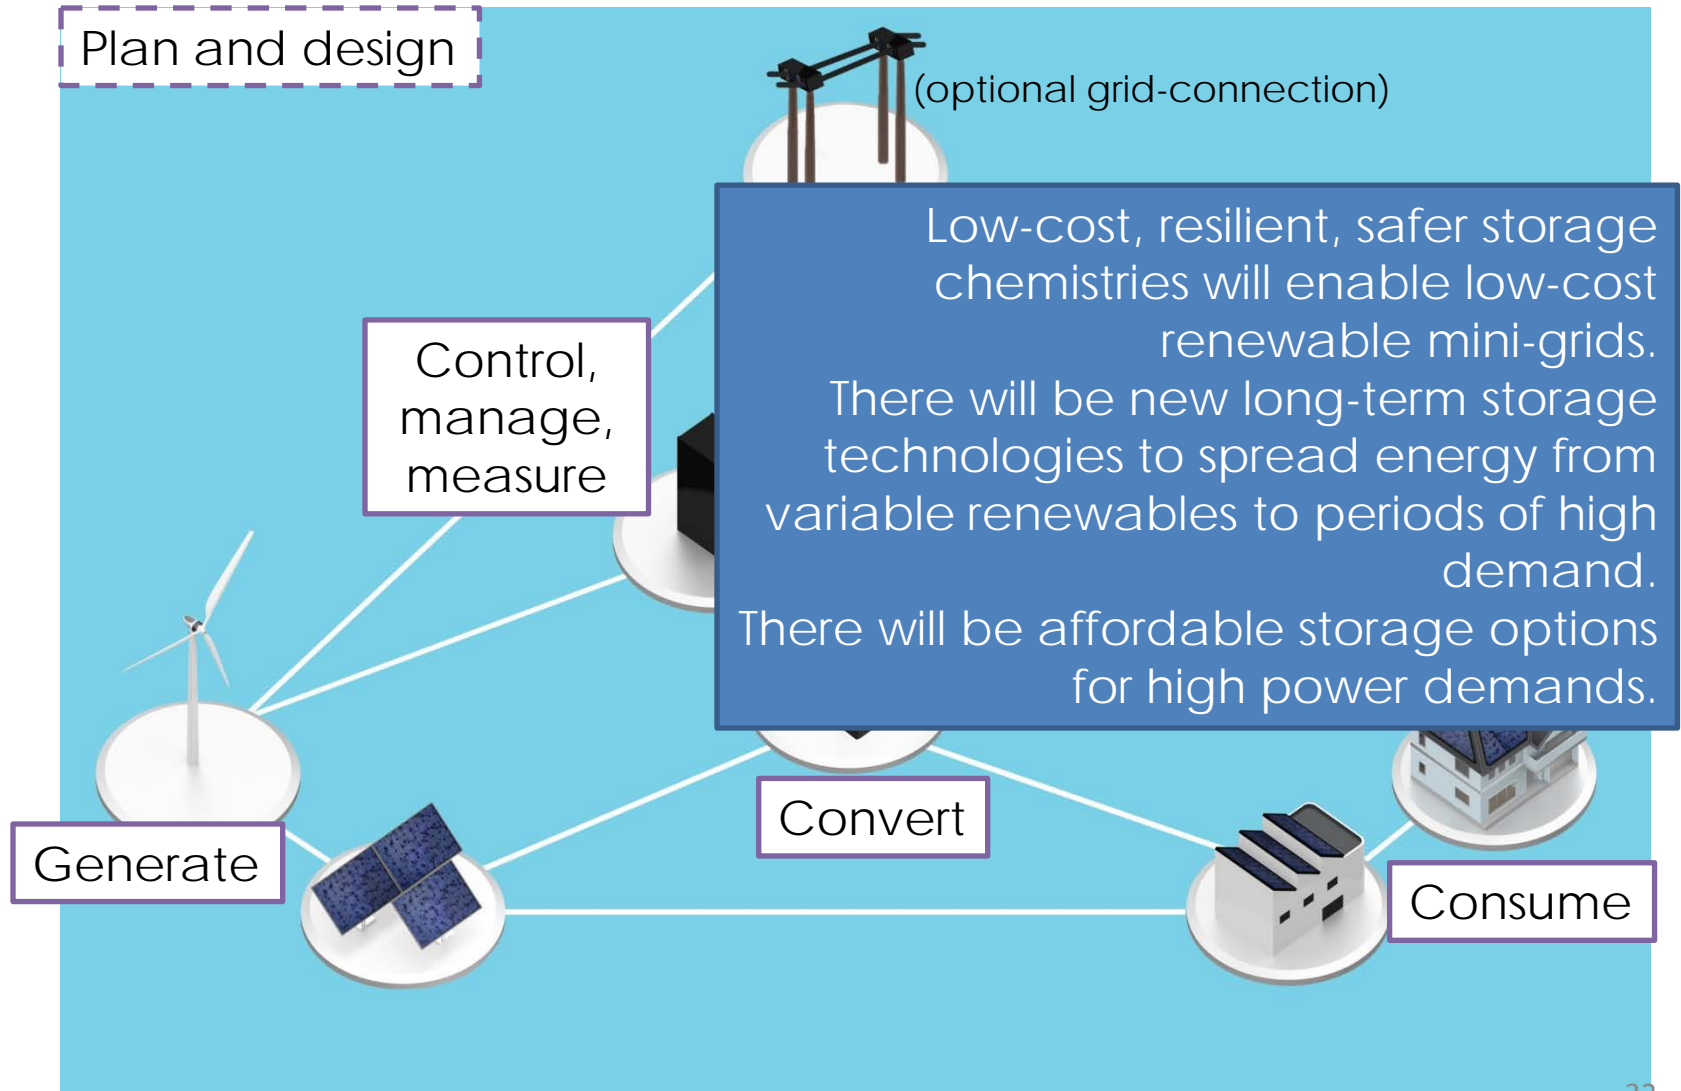 Plan and design
(optional grid-connection)
Low-cost, resilient, safer storage
chemistries will enable low-cost
renewable mini-grids.
There will be new long-term storage
technologies to spread energy from
variable renewables to periods of high
demand.
There will be affordable storage options
for high power demands.
Control,
manage,
measure
Convert
Generate
Consume